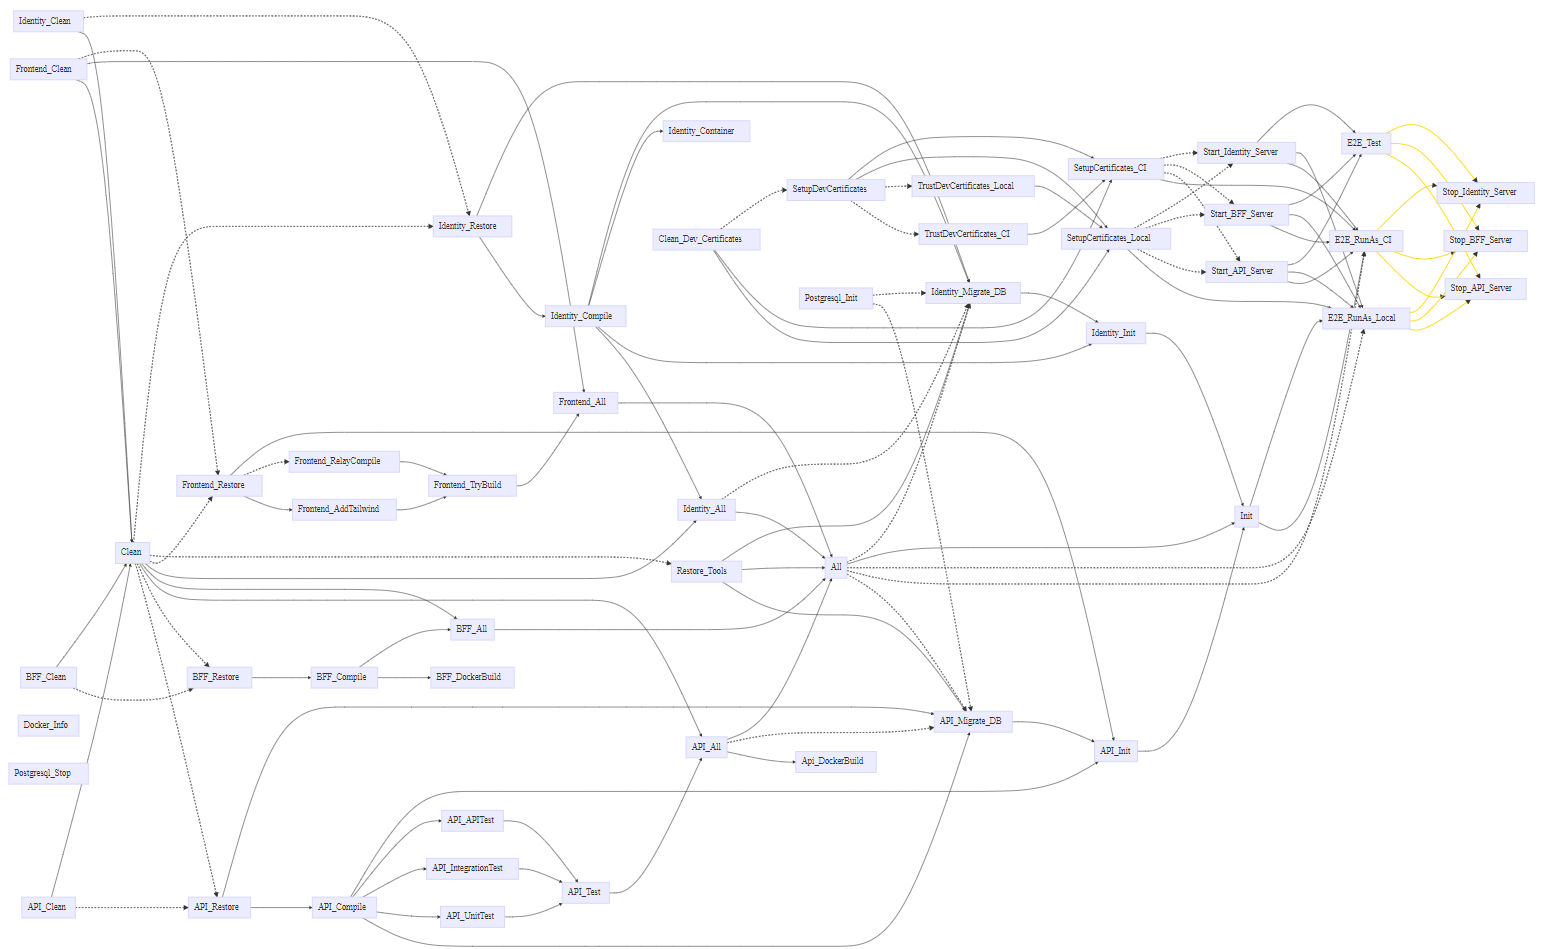 Identity_Clean
Frontend_Clean
Identity_Container
E2E_Test
Start_Identity_Server
SetupCertificates_CI
SetupDevCertificates
TrustDevCertificates_Local
Stop_Identity_Server
Start_BFF_Server
Identity_Restore
TrustDevCertificates_CI
Clean_Dev_Certificates
SetupCertificates_Local
E2E_RunAs_CI
Stop_BFF_Server
Start_API_Server
Stop_API_Server
Postgresql_Init
Identity_Migrate_DB
Identity_Compile
E2E_RunAs_Local
Identity_Init
Frontend_All
Frontend_RelayCompile
Frontend_Restore
Frontend_TryBuild
Frontend_AddTailwind
Identity_All
Init
Clean
Restore_Tools
All
BFF_All
BFF_Clean
BFF_Restore
BFF_Compile
BFF_DockerBuild
Docker_Info
API_Migrate_DB
API_All
API_Init
Api_DockerBuild
Postgresql_Stop
API_APITest
API_IntegrationTest
API_Test
API_Clean
API_Restore
API_Compile
API_UnitTest